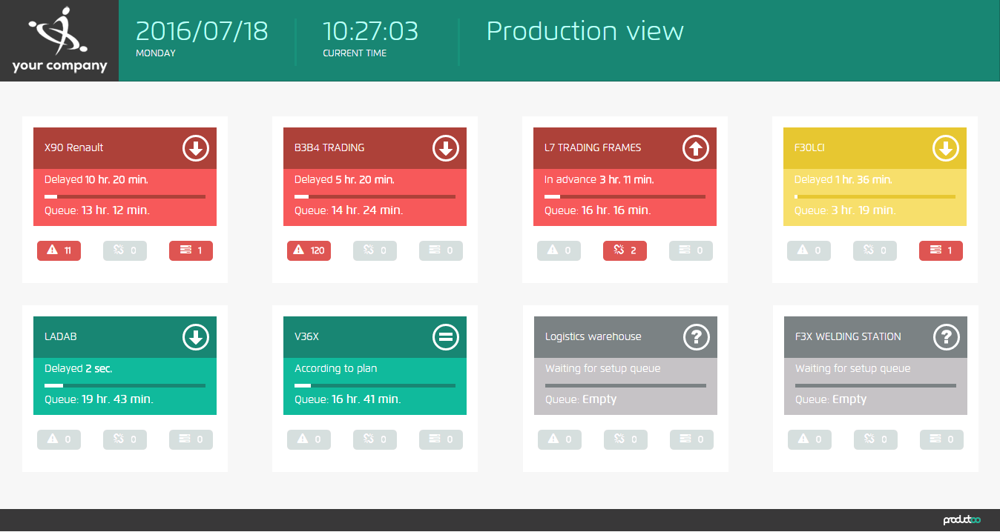 your company
2016/07/18
MONDAY
10:27:03
CURRENT TIME
Production view
X90 Renault
Delayed 10 hr. 20 min.
Queue: 13 hr. 12 min.
11 0 1
B3B4 TRADING
Delayed 5 hr. 20 min.
Queue: 14 hr. 24 min.
120 0 0
L7 TRADING FRAMES
In advance 3 hr. 11 min.
Queue: 16 hr. 16 min.
0 2 0
F30LCI
Delayed 1 hr. 36 min.
Queue: 3 hr. 19 min.
0 0 1
LADAB
Delayed 2 sec.
Queue: 19 hr. 43 min.
0 0 0
V36X
According to plan
Queue: 16 hr. 41 min.
0 0 0
Logistics warehouse
?
Waiting for setup queue
Queue: Empty
0 0 0
F3X WELDING STATION
?
Waiting for setup queue
Queue: Empty
0 0 0
productoo